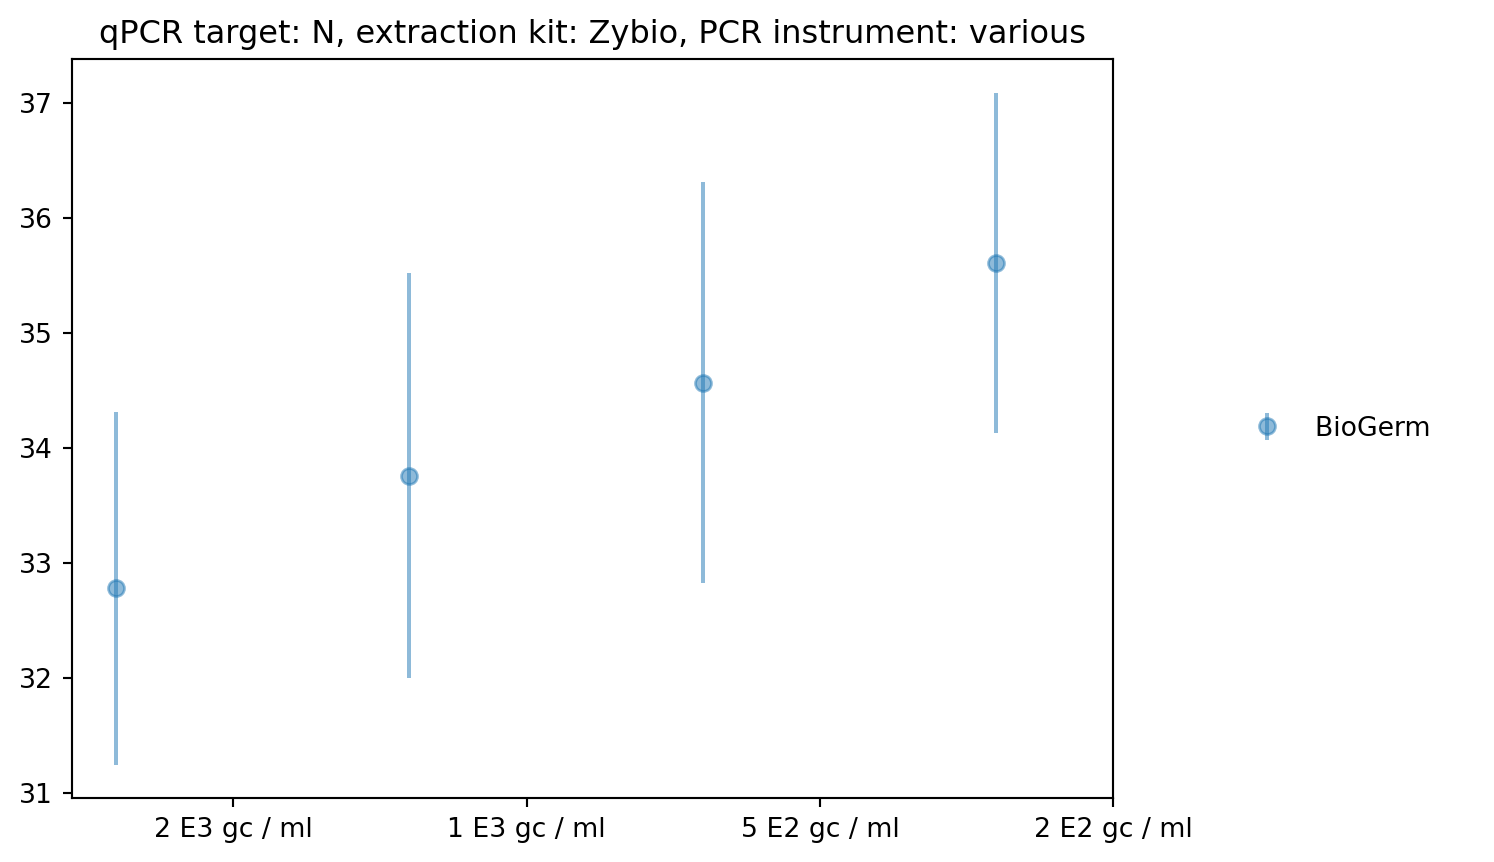 qPCR target: N, extraction kit: Zybio, PCR instrument: various
37
36
35
34
33
32
31
2 E3 gc / ml
1 E3 gc / ml
5 E2 gc / ml
2 E2 gc / ml
BioGerm